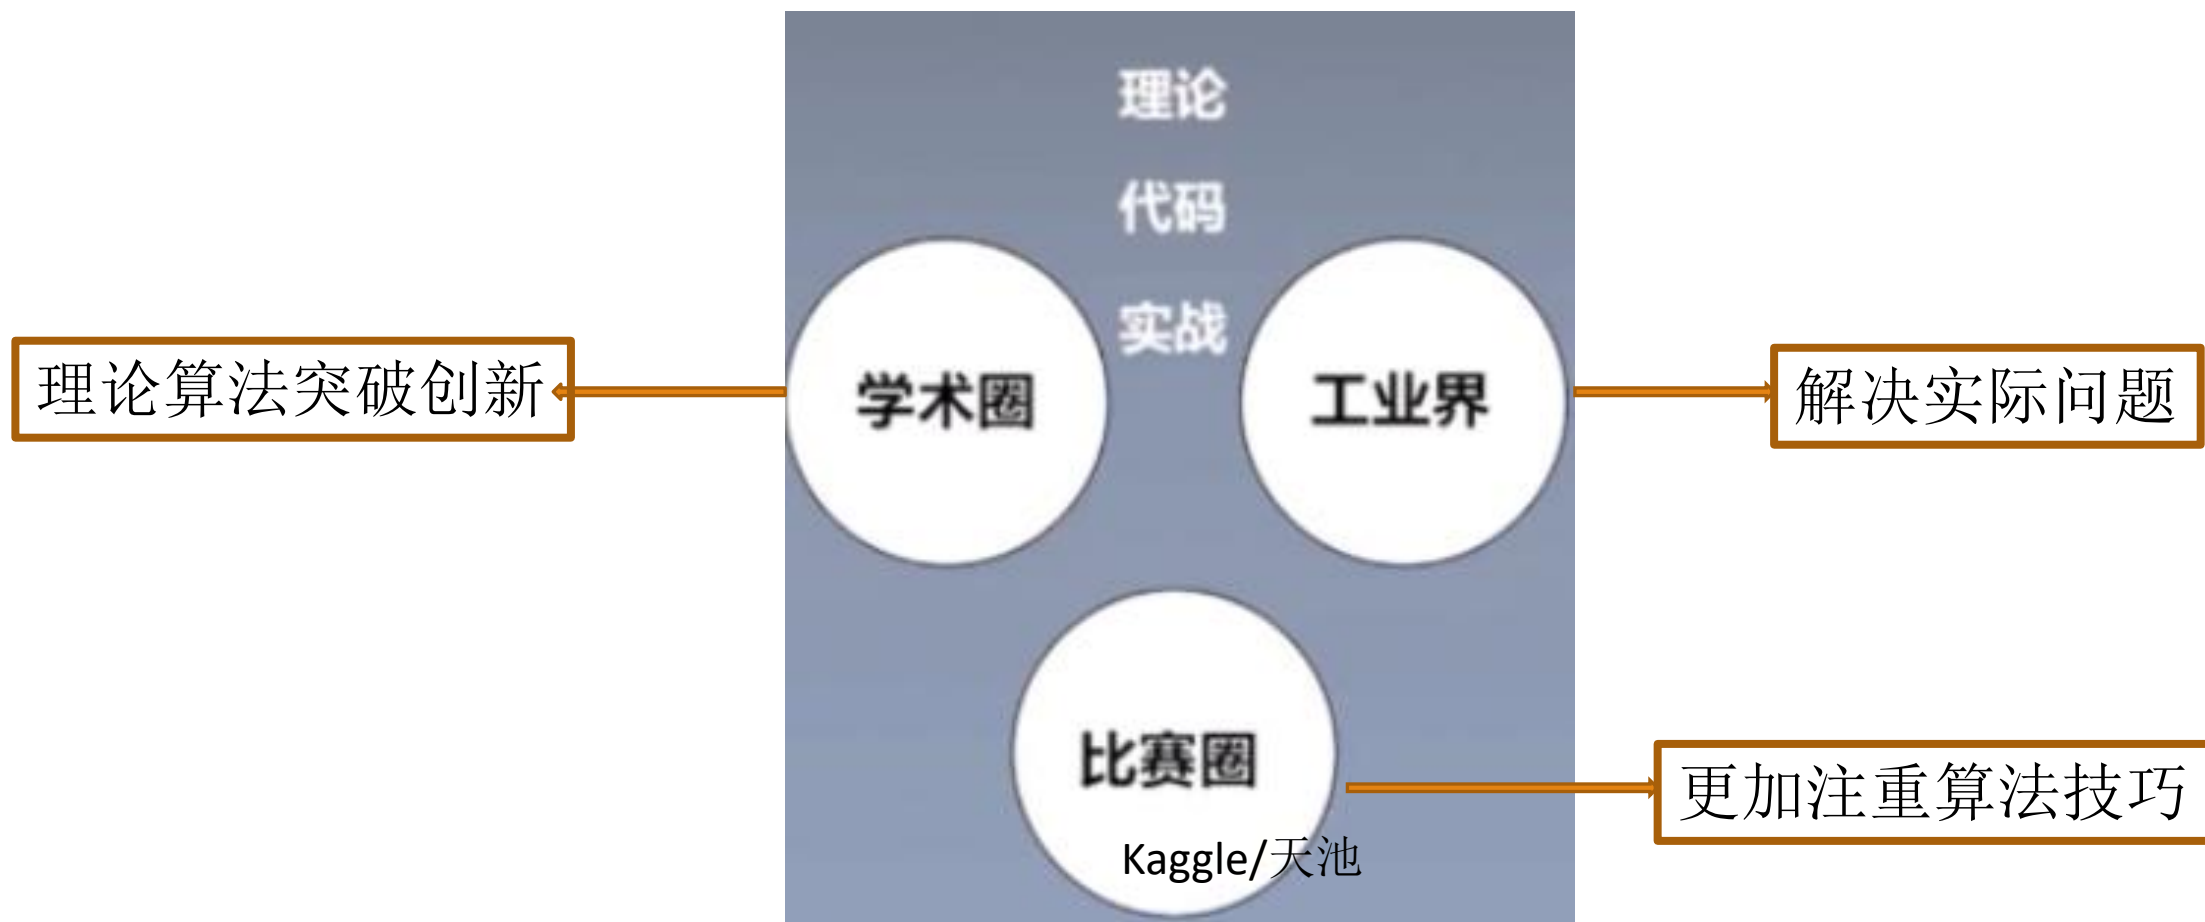 理论
代码
实战
理论算法突破创新
学术圈
工业界
解决实际问题
比赛圈
更加注重算法技巧
Kaggle/天池